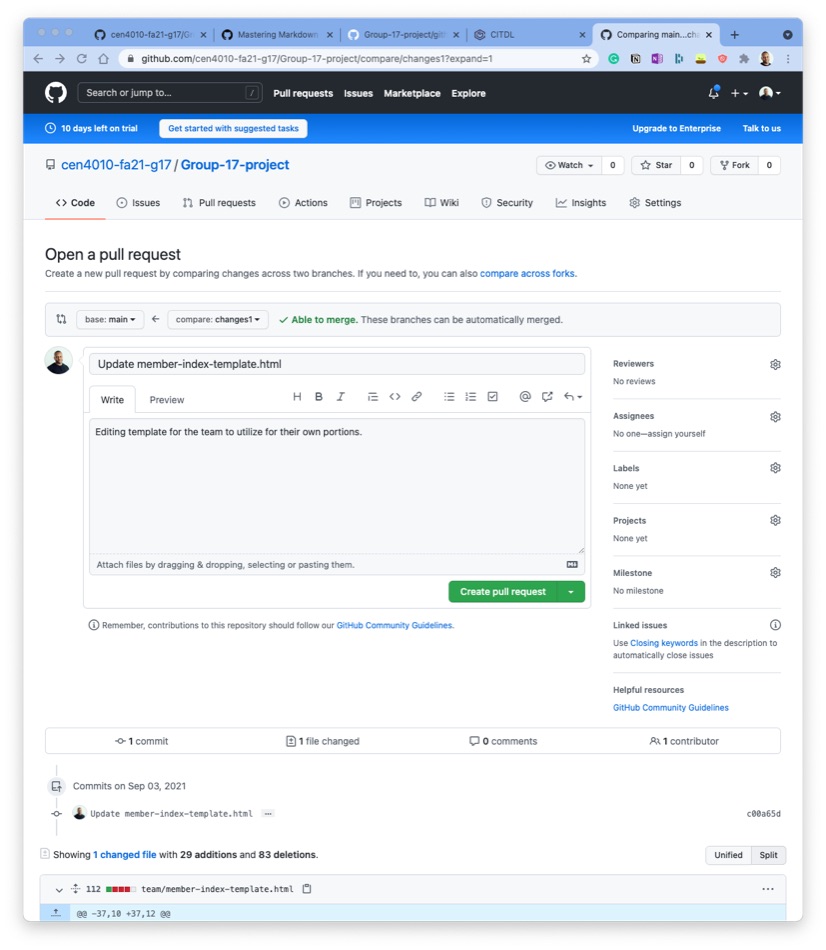 cen4010-fa21-g17/Gr
Mastering Markdown
Group-17-project/git
CITDL
Comparing main...cha
github.com/cen4010-fa21-g17/Group-17-project/compare/changes1?expand=1
Search or jump to...
/
Pull requests Issues Marketplace Explore
10 days left on trial
Get started with suggested tasks
Upgrade to Enterprise
Talk to us
cen4010-fa21-g17 / Group-17-project
Watch 0
Star 0
Fork 0
Code Issues Pull requests Actions Projects Wiki Security Insights Settings
Open a pull request
Create a new pull request by comparing changes across two branches. If you need to, you can also compare across forks.
base: main
compare: changes1
Able to merge. These branches can be automatically merged.
Update member-index-template.html
Write Preview
Editing template for the team to utilize for their own portions.
Attach files by dragging & dropping, selecting or pasting them.
Create pull request
Remember, contributions to this repository should follow our GitHub Community Guidelines.
Reviewers
No reviews
Assignees
No one—assign yourself
Labels
None yet
Projects
None yet
Milestone
No milestone
Linked issues
Use Closing keywords in the description to
automatically close issues
Helpful resources
GitHub Community Guidelines
1 commit
1 file changed
0 comments
1 contributor
Commits on Sep 03, 2021
Update member-index-template.html ...
c00a65d
Showing 1 changed file with 29 additions and 83 deletions.
Unified Split
112 team/member-index-template.html
@@ -37,10 +37,12 @@